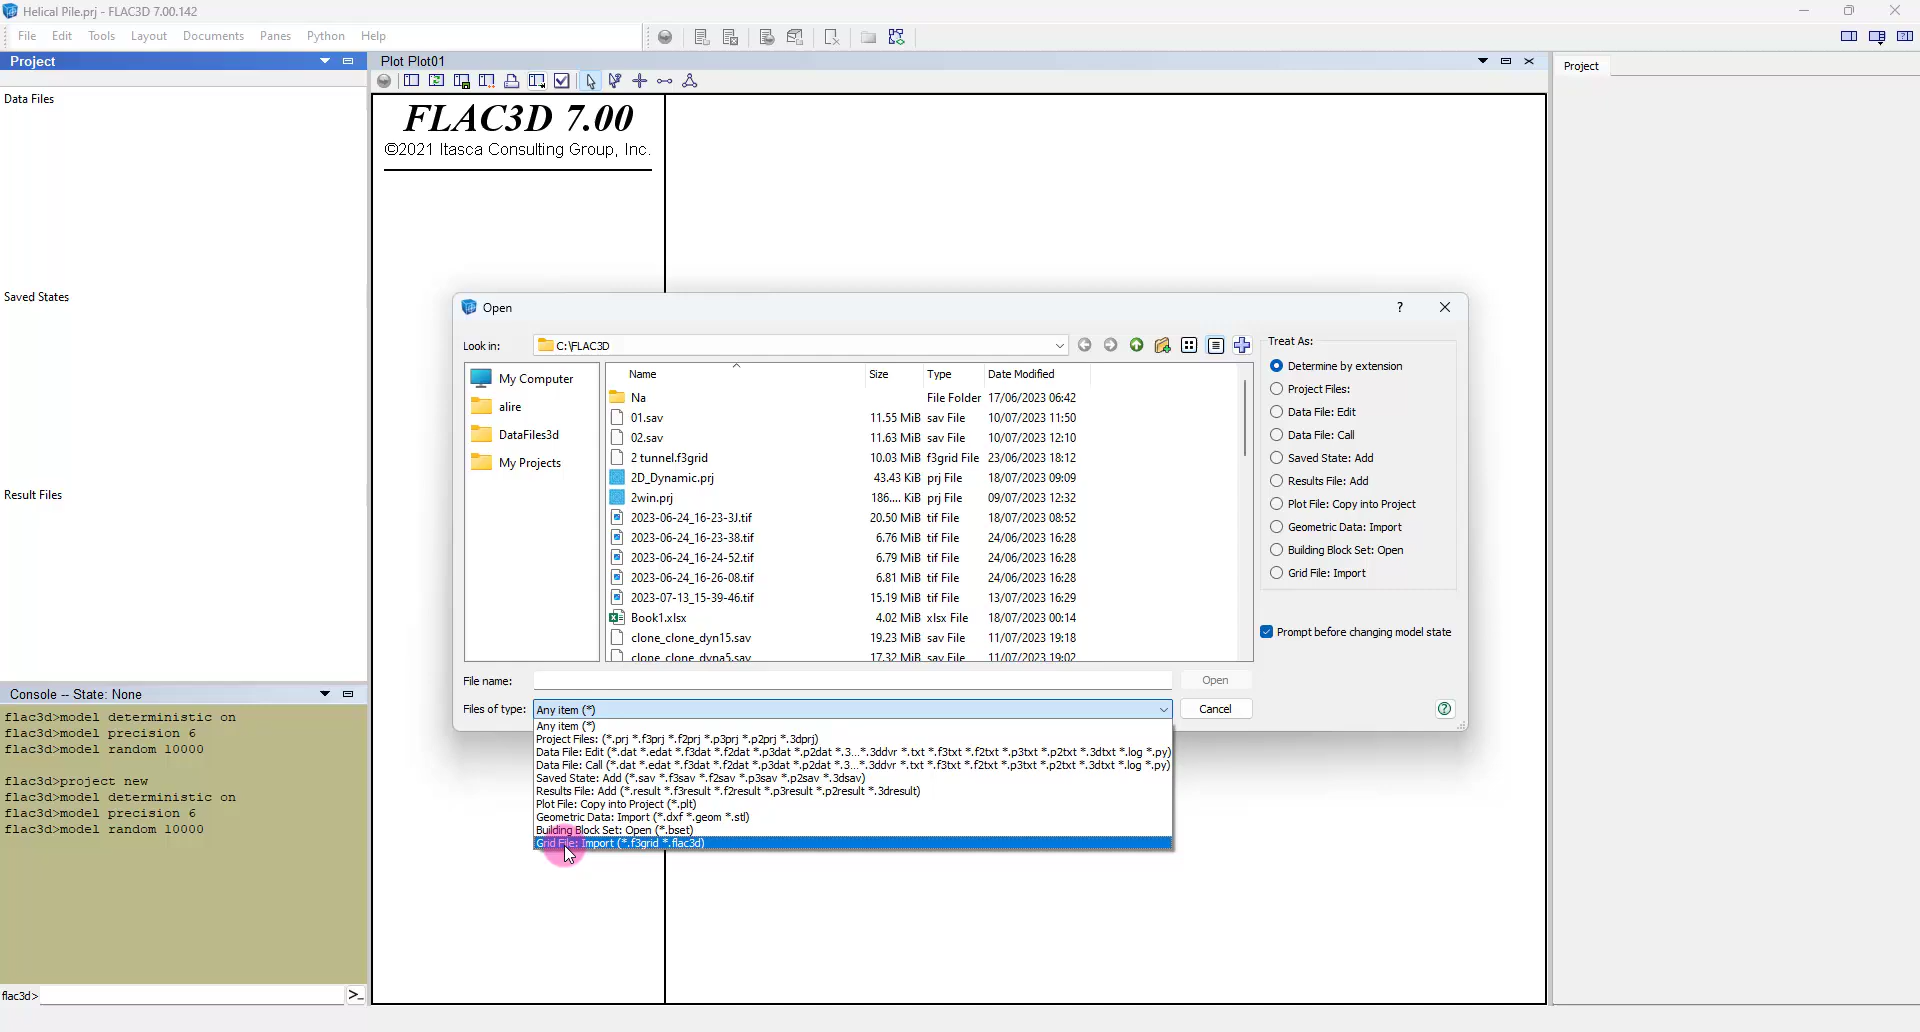 Helical Pile.prj - FLAC3D 7.00.142
File Edit Tools Layout Documents Panes Python Help
Project
Plot Plot01
Project
Data Files
FLAC3D 7.00
©2021 Itasca Consulting Group, Inc.
Saved States
Result Files
Open
Look in: C:\FLAC3D
My Computer
alire
DataFiles3d
My Projects
Name Size Type Date Modified
Na File Folder 17/06/2023 06:42
01.sav 11.55 MiB sav File 10/07/2023 11:50
02.sav 11.63 MiB sav File 10/07/2023 12:10
2 tunnel.f3grid 10.03 MiB f3grid File 23/06/2023 18:12
2D_Dynamic.prj 43.43 KiB prj File 18/07/2023 09:09
2win.prj 186.... KiB prj File 09/07/2023 12:32
2023-06-24_16-23-3J.tif 20.50 MiB tif File 18/07/2023 08:52
2023-06-24_16-23-38.tif 6.76 MiB tif File 24/06/2023 16:28
2023-06-24_16-24-52.tif 6.79 MiB tif File 24/06/2023 16:28
2023-06-24_16-26-08.tif 6.81 MiB tif File 24/06/2023 16:28
2023-07-13_15-39-46.tif 15.19 MiB tif File 13/07/2023 16:29
Book1.xlsx 4.02 MiB xlsx File 18/07/2023 00:14
clone_clone_dyn15.sav 19.23 MiB sav File 11/07/2023 19:18
clone_clone_dyna5.sav 17.32 MiB sav File 11/07/2023 19:02
Treat As:
Determine by extension
Project Files:
Data File: Edit
Data File: Call
Saved State: Add
Results File: Add
Plot File: Copy into Project
Geometric Data: Import
Building Block Set: Open
Grid File: Import
Prompt before changing model state
File name:
Open
Files of type: Any item (*)
Cancel
Any item (*)
Project Files: (*.prj *.f3prj *.f2prj *.p3prj *.p2prj *.3dprj)
Data File: Edit (*.dat *.edat *.f3dat *.f2dat *.p3dat *.p2dat *.3...*.3ddvr *.txt *.f3txt *.f2txt *.p3txt *.p2txt *.3dtxt *.log *.py)
Data File: Call (*.dat *.edat *.f3dat *.f2dat *.p3dat *.p2dat *.3...*.3ddvr *.txt *.f3txt *.f2txt *.p3txt *.p2txt *.3dtxt *.log *.py)
Saved State: Add (*.sav *.f3sav *.f2sav *.p3sav *.p2sav *.3dsav)
Results File: Add (*.result *.f3result *.f2result *.p3result *.p2result *.3dresult)
Plot File: Copy into Project (*.plt)
Geometric Data: Import (*.dxf *.geom *.stl)
Building Block Set: Open (*.bset)
Grid File: Import (*.f3grid *.flac3d)
Console -- State: None
flac3d>model deterministic on
flac3d>model precision 6
flac3d>model random 10000
flac3d>project new
flac3d>model deterministic on
flac3d>model precision 6
flac3d>model random 10000
flac3d>